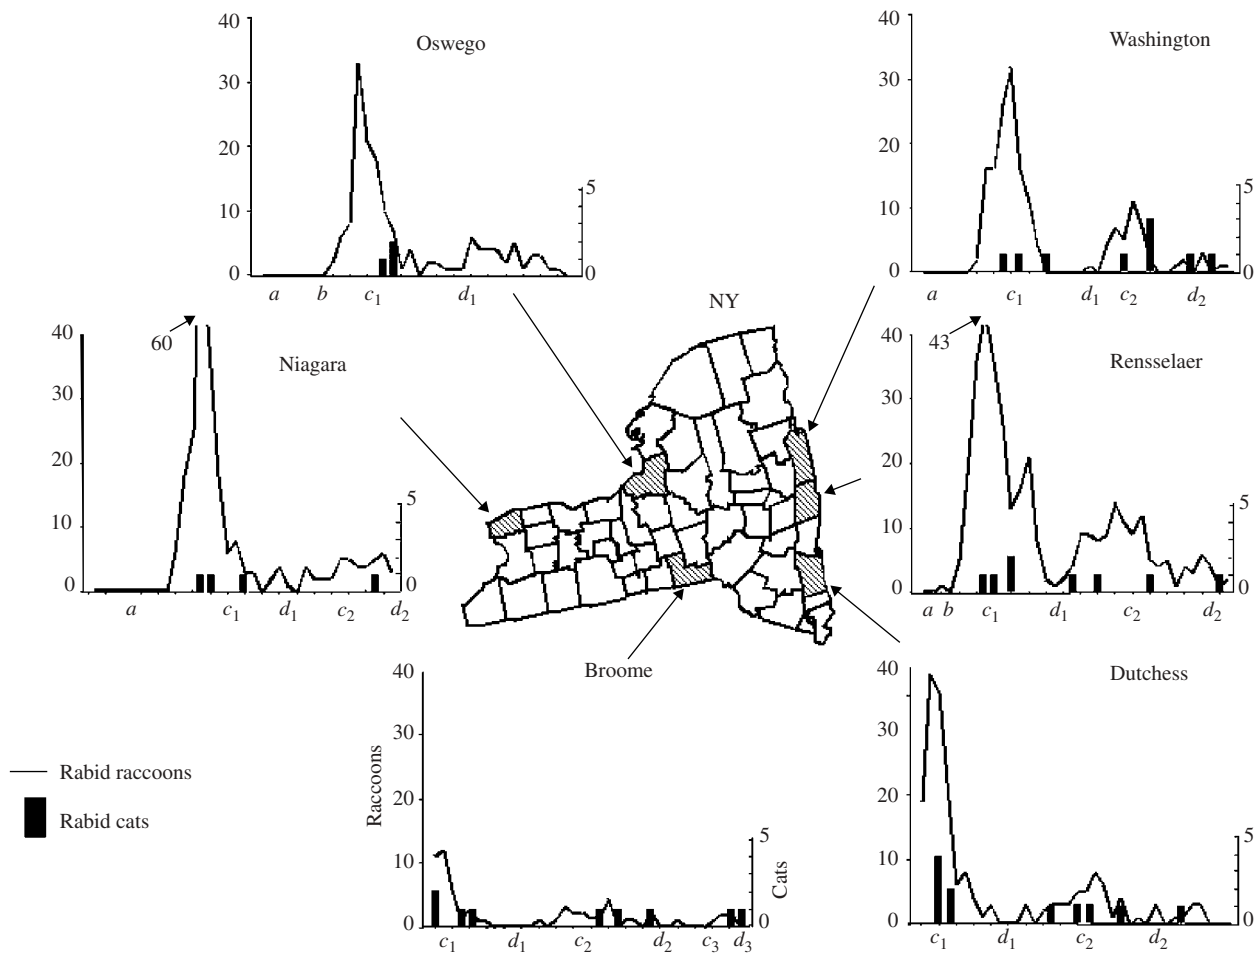 Oswego
40
30
20
10
0
5
0
a b c1 d1
Washington
40
30
20
10
0
5
0
a c1 d1 c2 d2
NY
Niagara
60
40
30
20
10
0
5
0
a c1 d1 c2 d2
Rensselaer
43
40
30
20
10
0
5
0
a b c1 d1 c2 d2
Broome
40
30
20
10
0
Raccoons
5
0
Cats
c1 d1 c2 d2 c3 d3
Dutchess
40
30
20
10
0
5
0
c1 d1 c2 d2
Rabid raccoons
Rabid cats